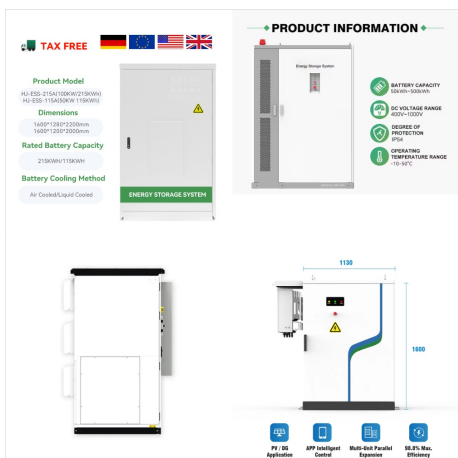 TAX FREE
Product Model
HJ-ESS-215A(100KW/215KWh)
HJ-ESS-115A(50KW 115KWh)
Dimensions
1600*1280*2200mm
1600*1200*2000mm
Rated Battery Capacity
215KWH/115KWH
Battery Cooling Method
Air Cooled/Liquid Cooled
ENERGY STORAGE SYSTEM
PRODUCT INFORMATION
Energy Storage System
BATTERY CAPACITY
50kWh~500kWh
DC VOLTAGE RANGE
400V~1000V
DEGREE OF
PROTECTION
IP54
OPERATING
TEMPERATURE RANGE
-10-50°C
1130
1600
PV / DG
Application
APP Intelligent
Control
Multi-Unit Parallel
Expansion
98.0% Max.
Efficiency